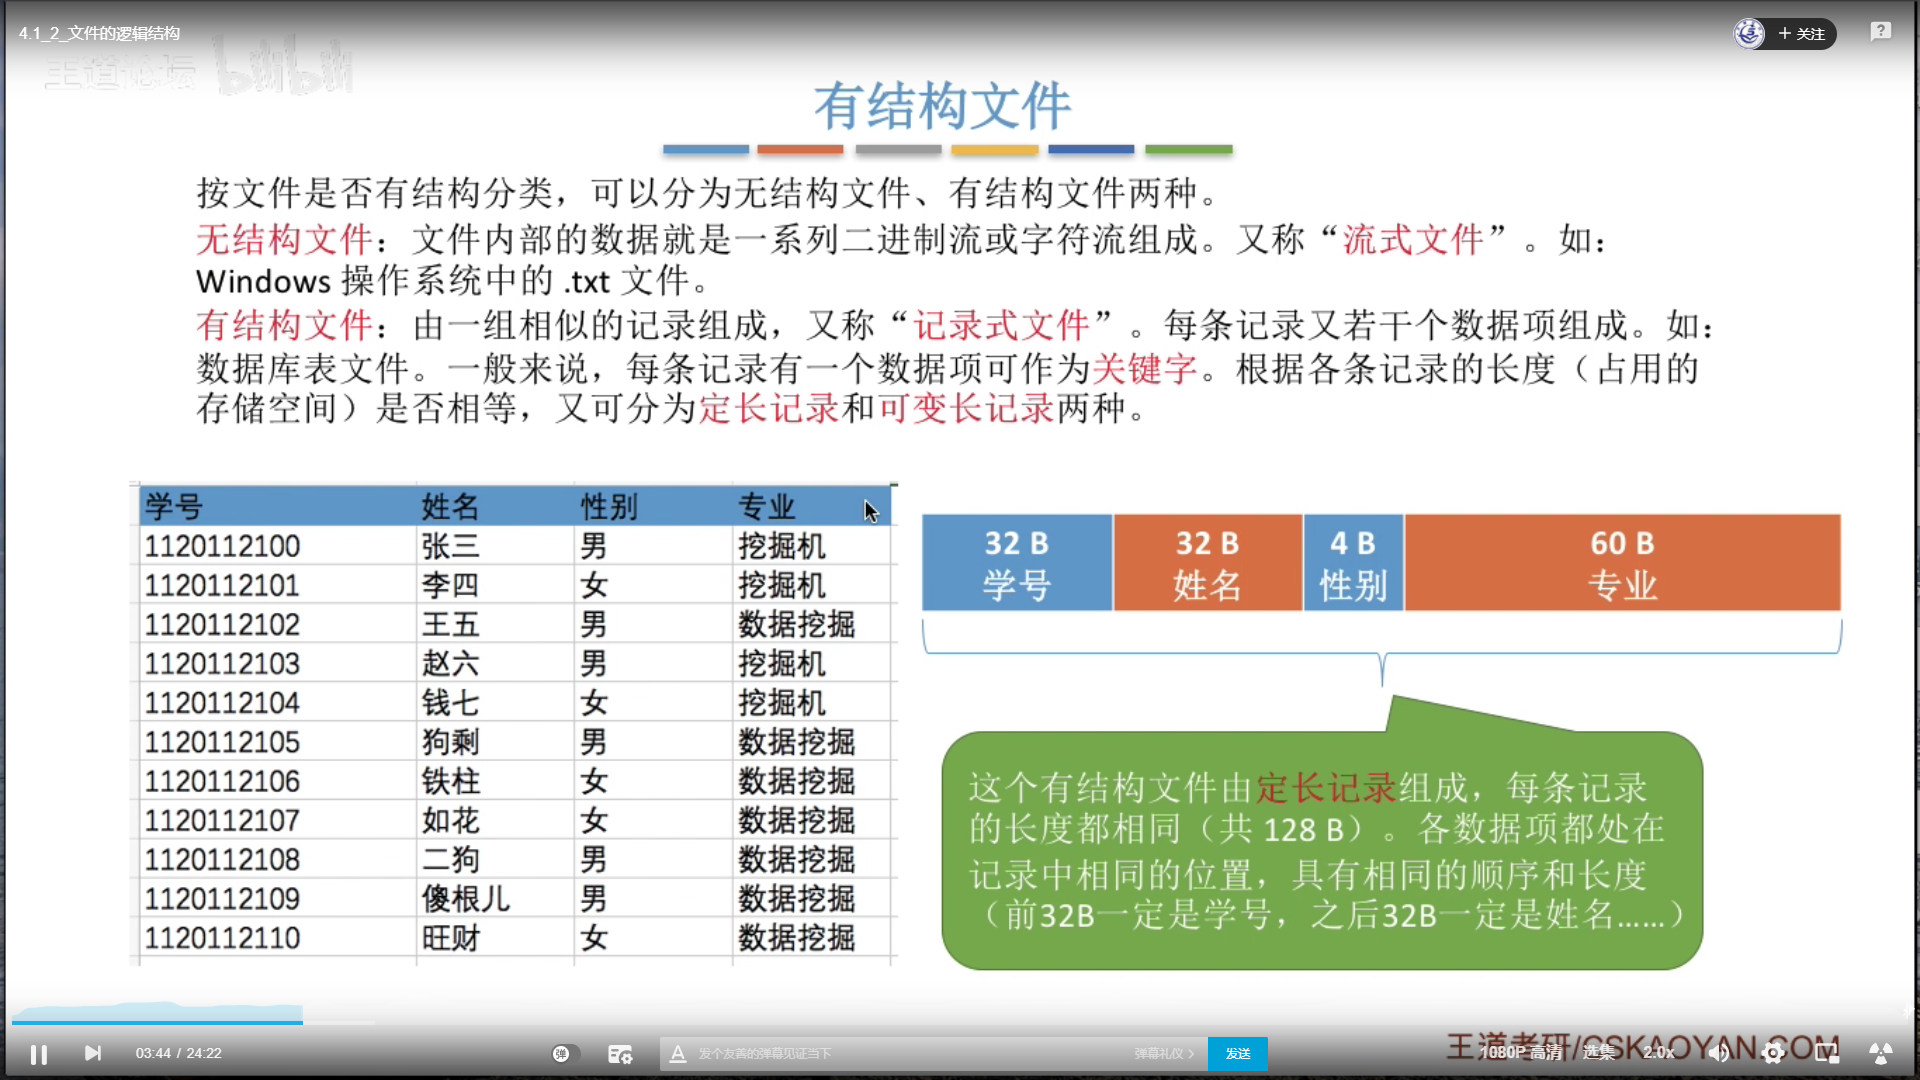 4.1_2_文件的逻辑结构
+ 关注
王道论坛 bilibili
有结构文件
按文件是否有结构分类，可以分为无结构文件、有结构文件两种。
无结构文件：文件内部的数据就是一系列二进制流或字符流组成。又称“流式文件”。如：
Windows 操作系统中的 .txt 文件。
有结构文件：由一组相似的记录组成，又称“记录式文件”。每条记录又若干个数据项组成。如：
数据库表文件。一般来说，每条记录有一个数据项可作为关键字。根据各条记录的长度（占用的
存储空间）是否相等，又可分为定长记录和可变长记录两种。
学号 姓名 性别 专业
1120112100 张三 男 挖掘机
1120112101 李四 女 挖掘机
1120112102 王五 男 数据挖掘
1120112103 赵六 男 挖掘机
1120112104 钱七 女 挖掘机
1120112105 狗剩 男 数据挖掘
1120112106 铁柱 女 数据挖掘
1120112107 如花 女 数据挖掘
1120112108 二狗 男 数据挖掘
1120112109 傻根儿 男 数据挖掘
1120112110 旺财 女 数据挖掘
32 B 32 B 4 B 60 B
学号 姓名 性别 专业
这个有结构文件由定长记录组成，每条记录
的长度都相同（共 128 B）。各数据项都处在
记录中相同的位置，具有相同的顺序和长度
（前32B一定是学号，之后32B一定是姓名……）
王道考研/CSKAOYAN.COM
03:44 / 24:22
弹
发个友善的弹幕见证当下
弹幕礼仪 >
发送
1080P 高清
选集
2.0x